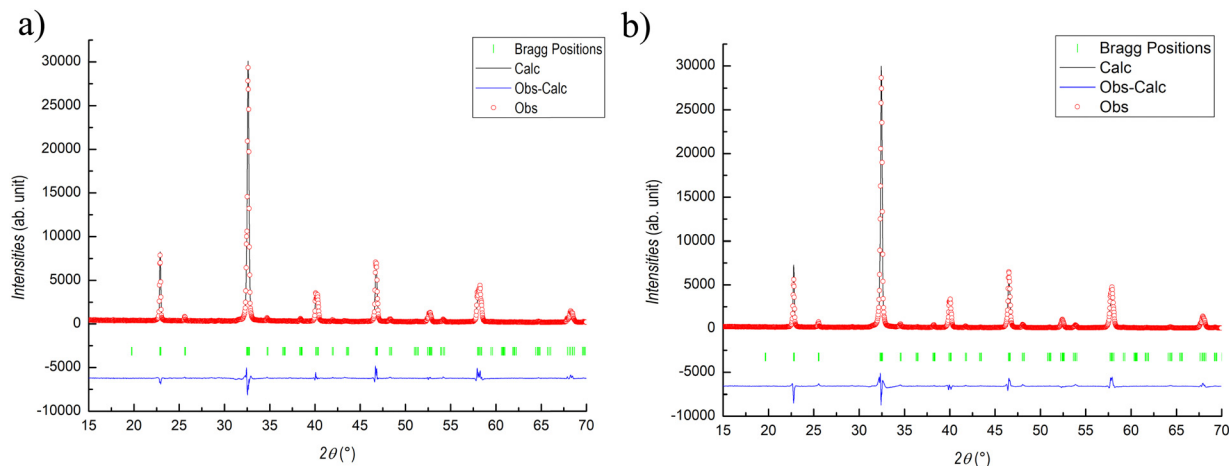 a)
Bragg Positions
Calc
Obs-Calc
Obs
30000
25000
20000
15000
10000
5000
0
-5000
-10000
Intensities (ab. unit)
15 20 25 30 35 40 45 50 55 60 65 70
2θ (°)
b)
Bragg Positions
Calc
Obs-Calc
Obs
30000
25000
20000
15000
10000
5000
0
-5000
-10000
Intensities (ab. unit)
15 20 25 30 35 40 45 50 55 60 65 70
2θ (°)